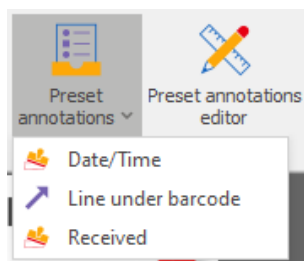 Preset
annotations
Preset annotations
editor
Date/Time
Line under barcode
Received